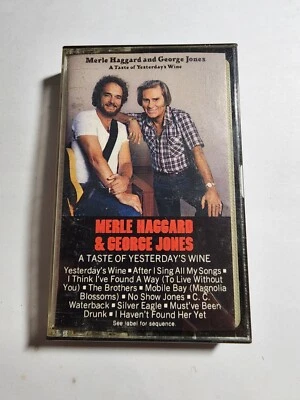 Merle Haggard and George Jones
A Taste of Yesterday's Wine
MERLE HAGGARD
& GEORGE JONES
A TASTE OF YESTERDAY'S WINE
Yesterday's Wine ■ After I Sing All My Songs ■
I Think I've Found A Way (To Live Without
You) ■ The Brothers ■ Mobile Bay (Magnolia
Blossoms) ■ No Show Jones ■ C. C.
Waterback ■ Silver Eagle ■ Must've Been
Drunk ■ I Haven't Found Her Yet
See label for sequence.